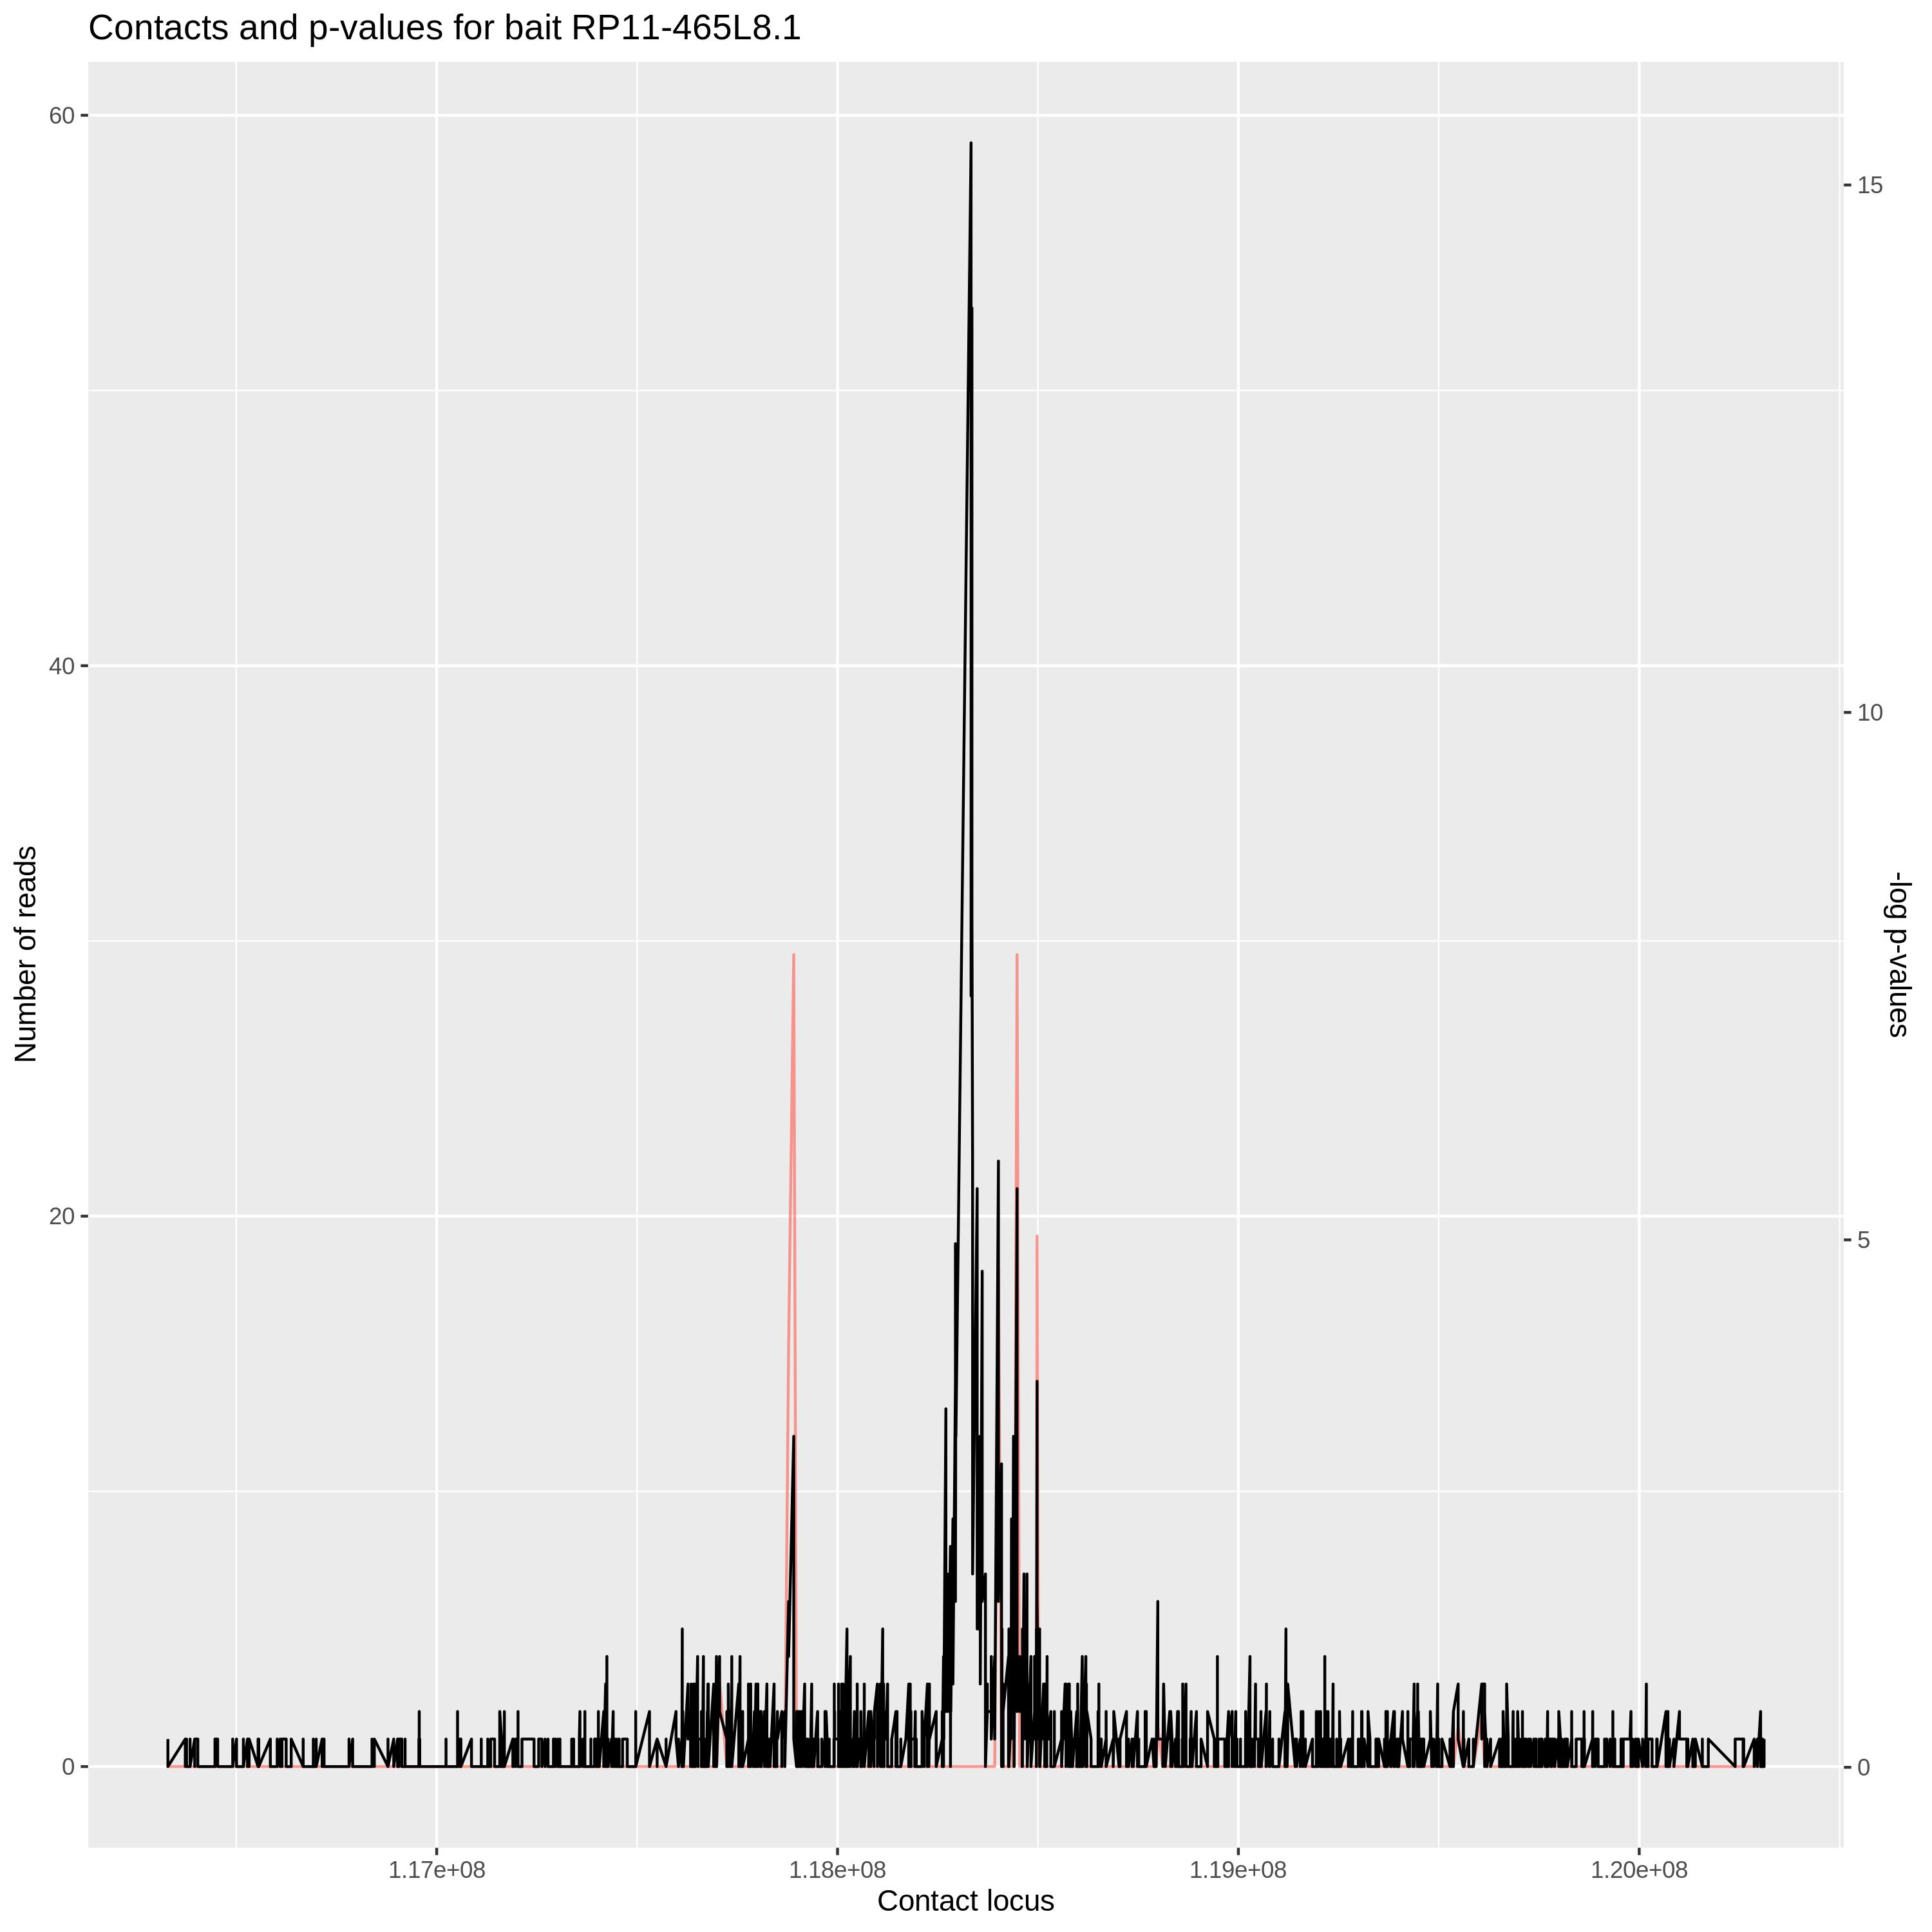 Contacts and p-values for bait RP11-465L8.1
60
40
20
0
Number of reads
15
10
5
0
-log p-values
1.17e+08 1.18e+08 1.19e+08 1.20e+08
Contact locus